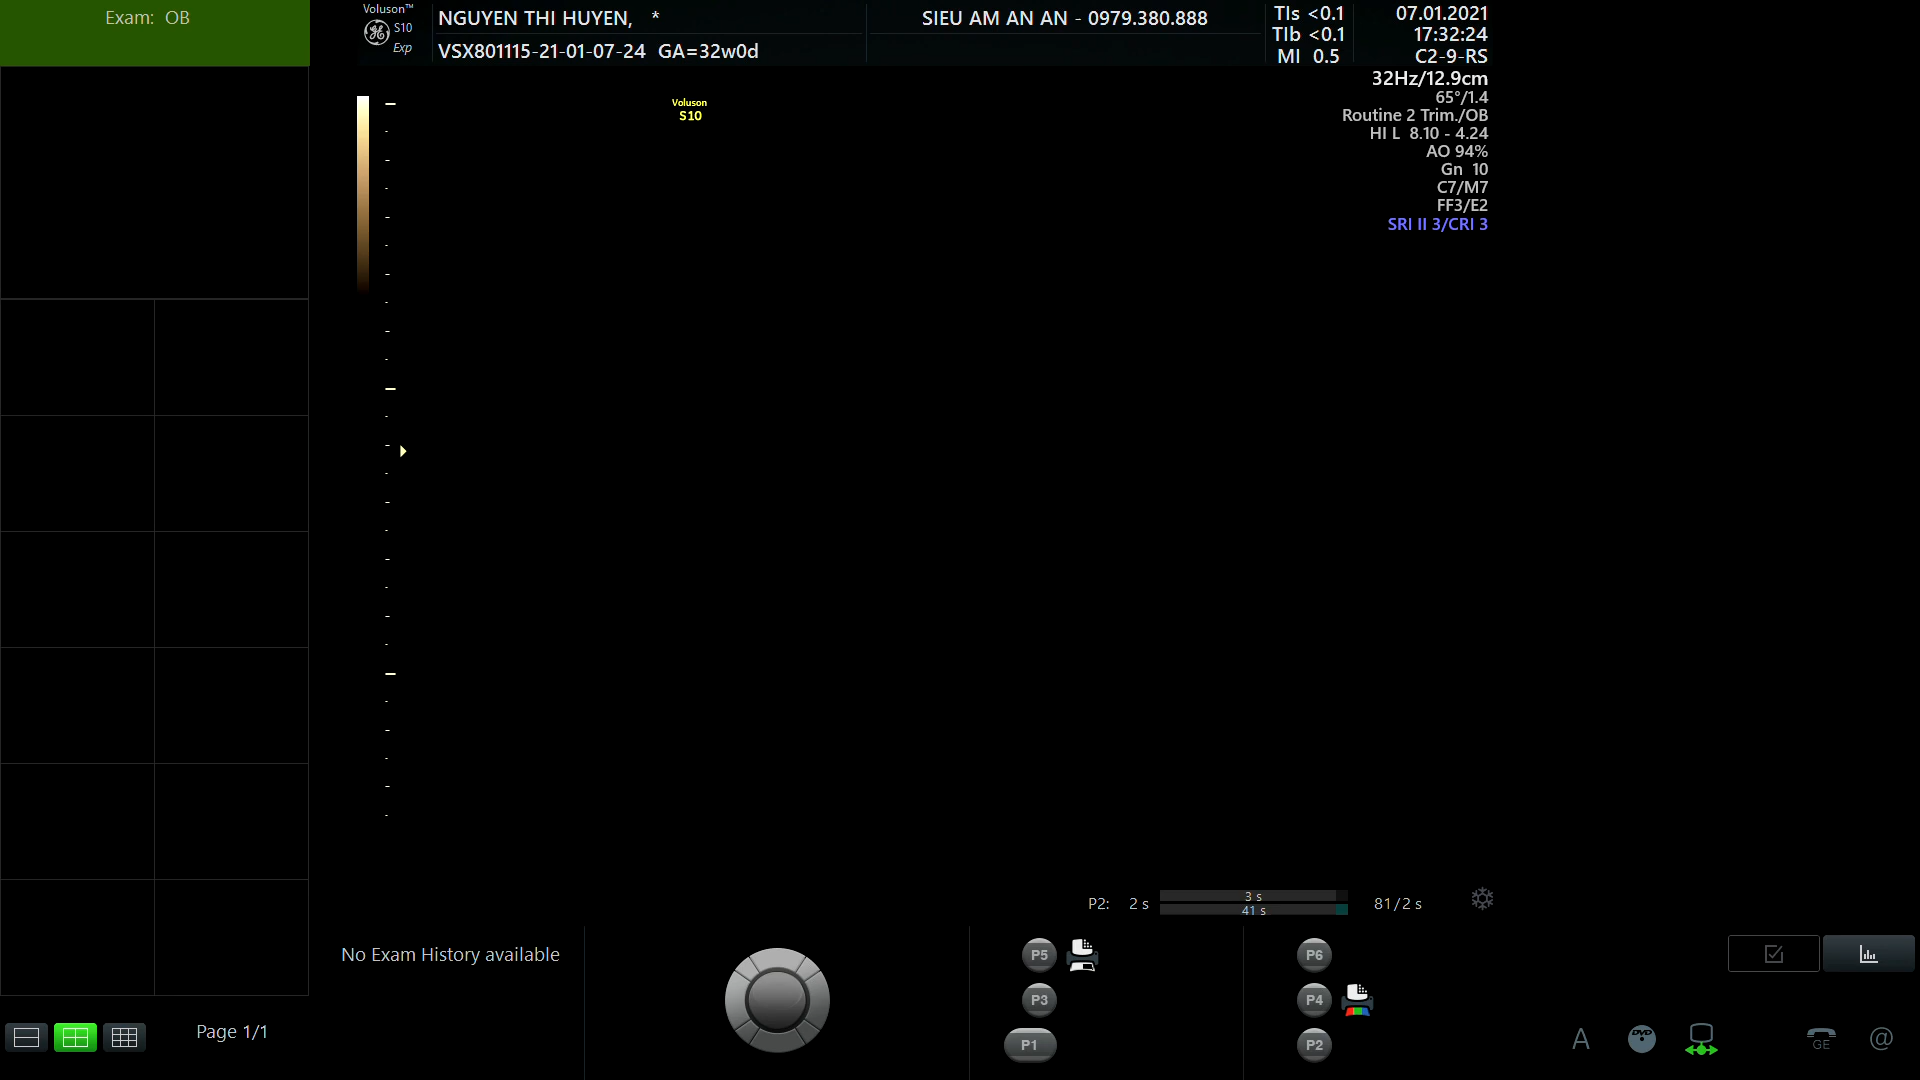 Exam: OB
Voluson™
S10
Exp
NGUYEN THI HUYEN, *
VSX801115-21-01-07-24 GA=32w0d
SIEU AM AN AN - 0979.380.888
TIs <0.1
TIb <0.1
MI 0.5
07.01.2021
17:32:24
C2-9-RS
32Hz/12.9cm
65°/1.4
Routine 2 Trim./OB
HI L 8.10 - 4.24
AO 94%
Gn 10
C7/M7
FF3/E2
SRI II 3/CRI 3
Voluson
S10
P2: 2 s
3 s
41 s
81/2 s
No Exam History available
P5
P3
P1
P6
P4
P2
Page 1/1
A
DVD
GE
@